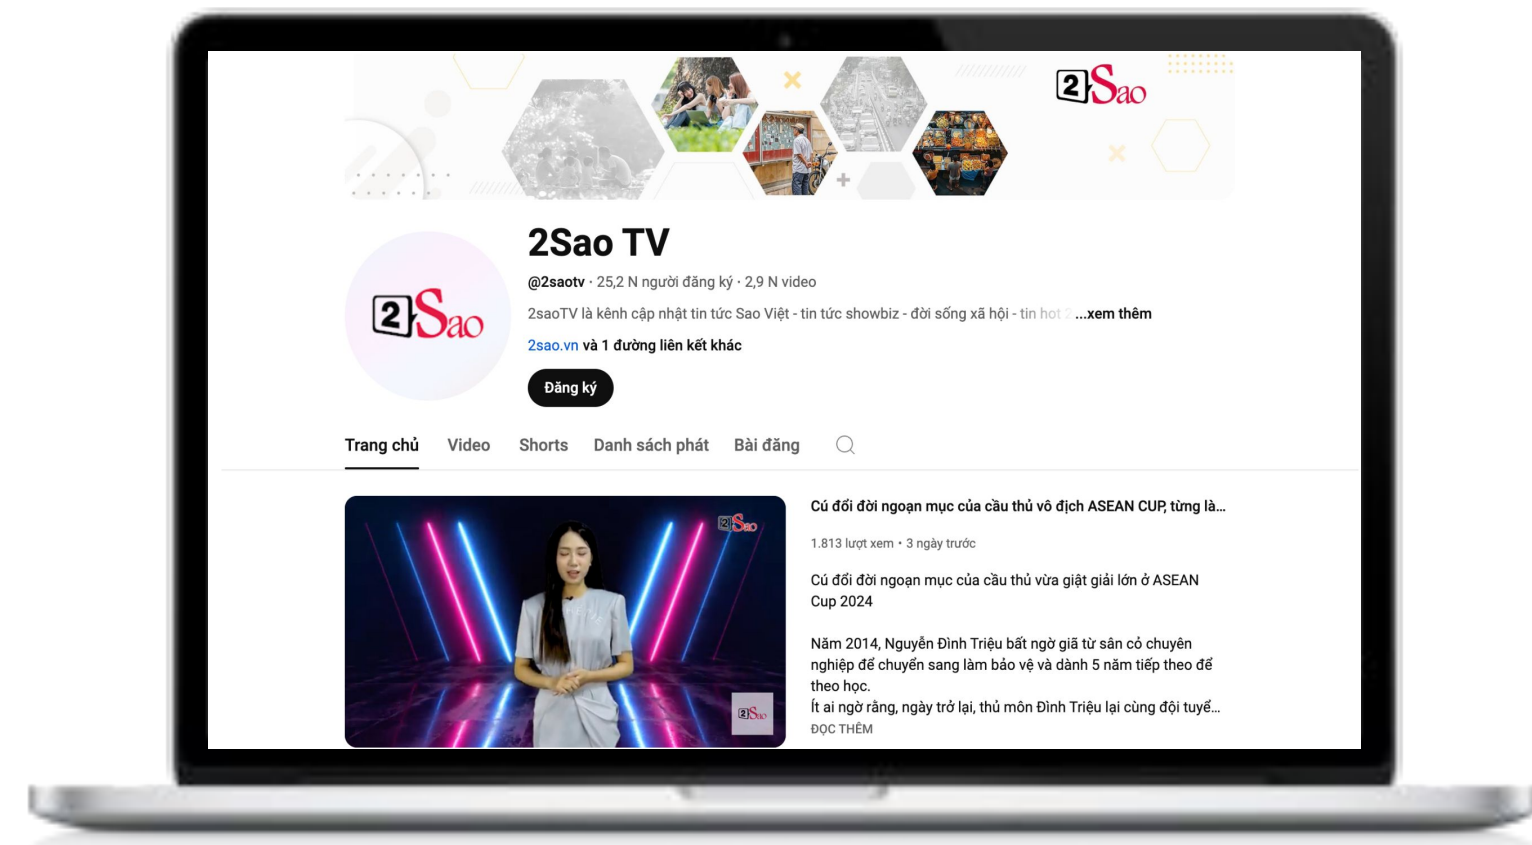 2Sao
2Sao TV
@2saotv · 25,2 N người đăng ký · 2,9 N video
2saoTV là kênh cập nhật tin tức Sao Việt - tin tức showbiz - đời sống xã hội - tin hot 2 ...xem thêm
2Sao
2sao.vn và 1 đường liên kết khác
Đăng ký
Trang chủ Video Shorts Danh sách phát Bài đăng
2Sao
Cú đổi đời ngoạn mục của cầu thủ vô địch ASEAN CUP, từng là...
1.813 lượt xem • 3 ngày trước
Cú đổi đời ngoạn mục của cầu thủ vừa giật giải lớn ở ASEAN
Cup 2024
Năm 2014, Nguyễn Đình Triệu bất ngờ giã từ sân cỏ chuyên
nghiệp để chuyển sang làm bảo vệ và dành 5 năm tiếp theo để
theo học.
Ít ai ngờ rằng, ngày trở lại, thủ môn Đình Triệu lại cùng đội tuyể...
ĐỌC THÊM
2Sao